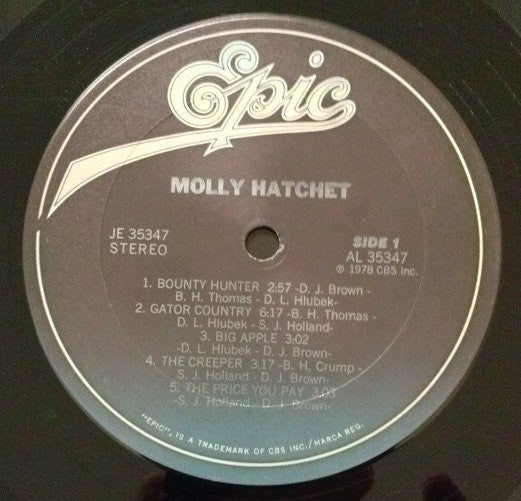 Epic
MOLLY HATCHET
JE 35347
STEREO
SIDE 1
AL 35347
℗ 1978 CBS Inc.
1. BOUNTY HUNTER 2:57 -D. J. Brown -
B. H. Thomas - D. L. Hlubek-
2. GATOR COUNTRY 6:17 -B. H. Thomas -
D. L. Hlubek - S. J. Holland-
3. BIG APPLE 3:02
-D. L. Hlubek - D. J. Brown-
4. THE CREEPER 3:17 -B. H. Crump -
S. J. Holland - D. J. Brown-
5. THE PRICE YOU PAY 3:03
-S. J. Holland - D. J. Brown-
"EPIC", IS A TRADEMARK OF CBS INC./MARCA REG.